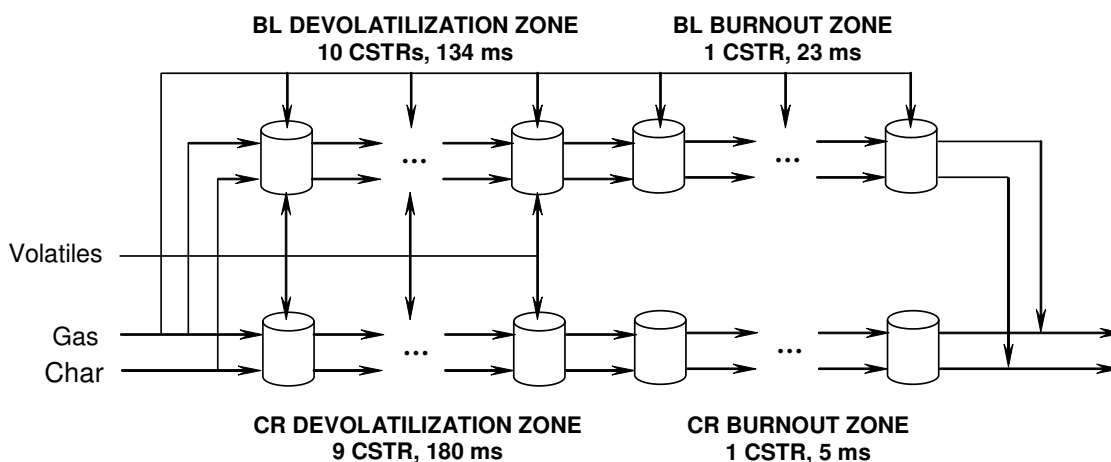 BL DEVOLATILIZATION ZONE
10 CSTRs, 134 ms
BL BURNOUT ZONE
1 CSTR, 23 ms
...
...
Volatiles
Gas
Char
...
...
CR DEVOLATILIZATION ZONE
9 CSTR, 180 ms
CR BURNOUT ZONE
1 CSTR, 5 ms